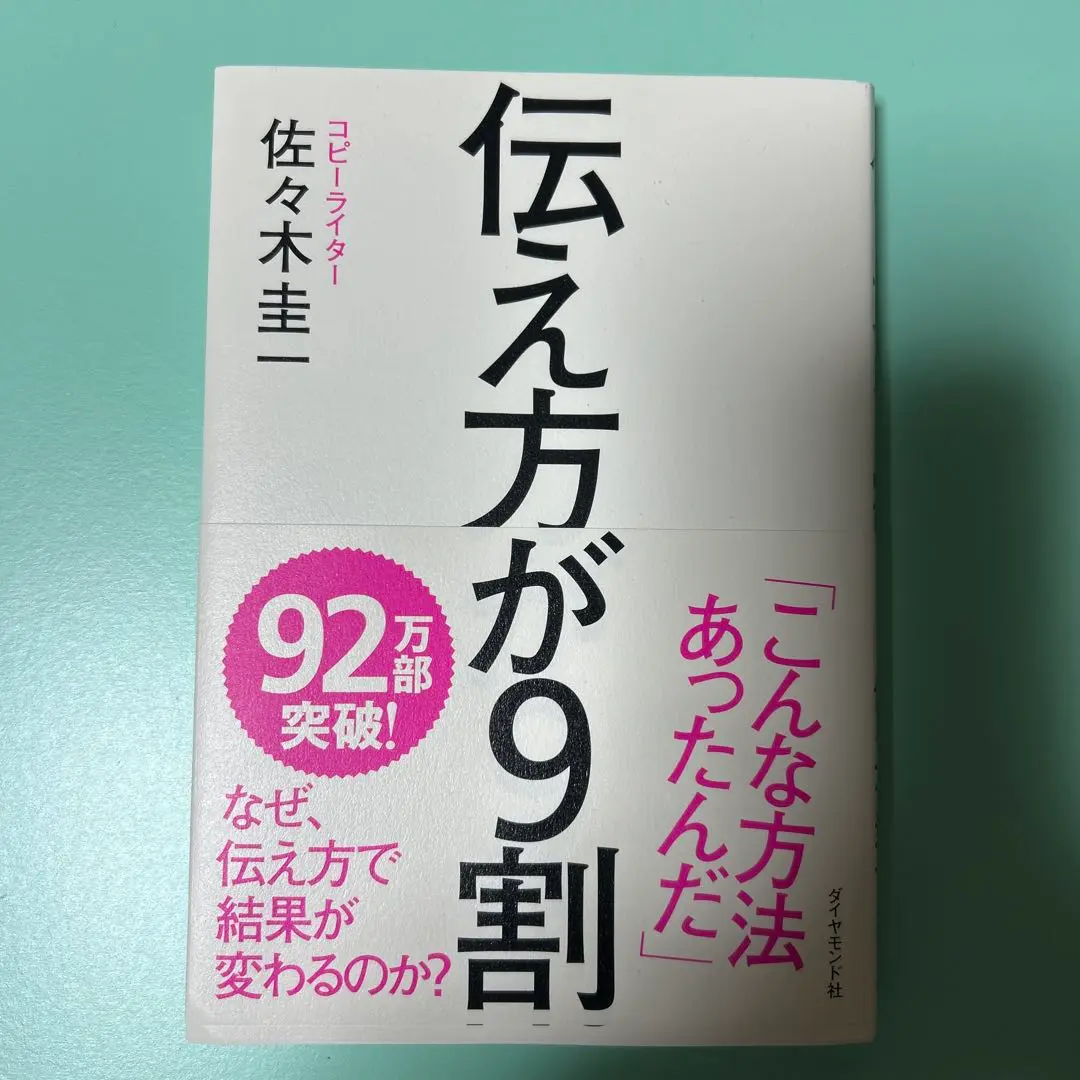 伝え方が9割
コピーライター
佐々木圭一
「こんな方法
あったんだ」
92万部
突破!
なぜ、
伝え方で
結果が
変わるのか?
ダイヤモンド社